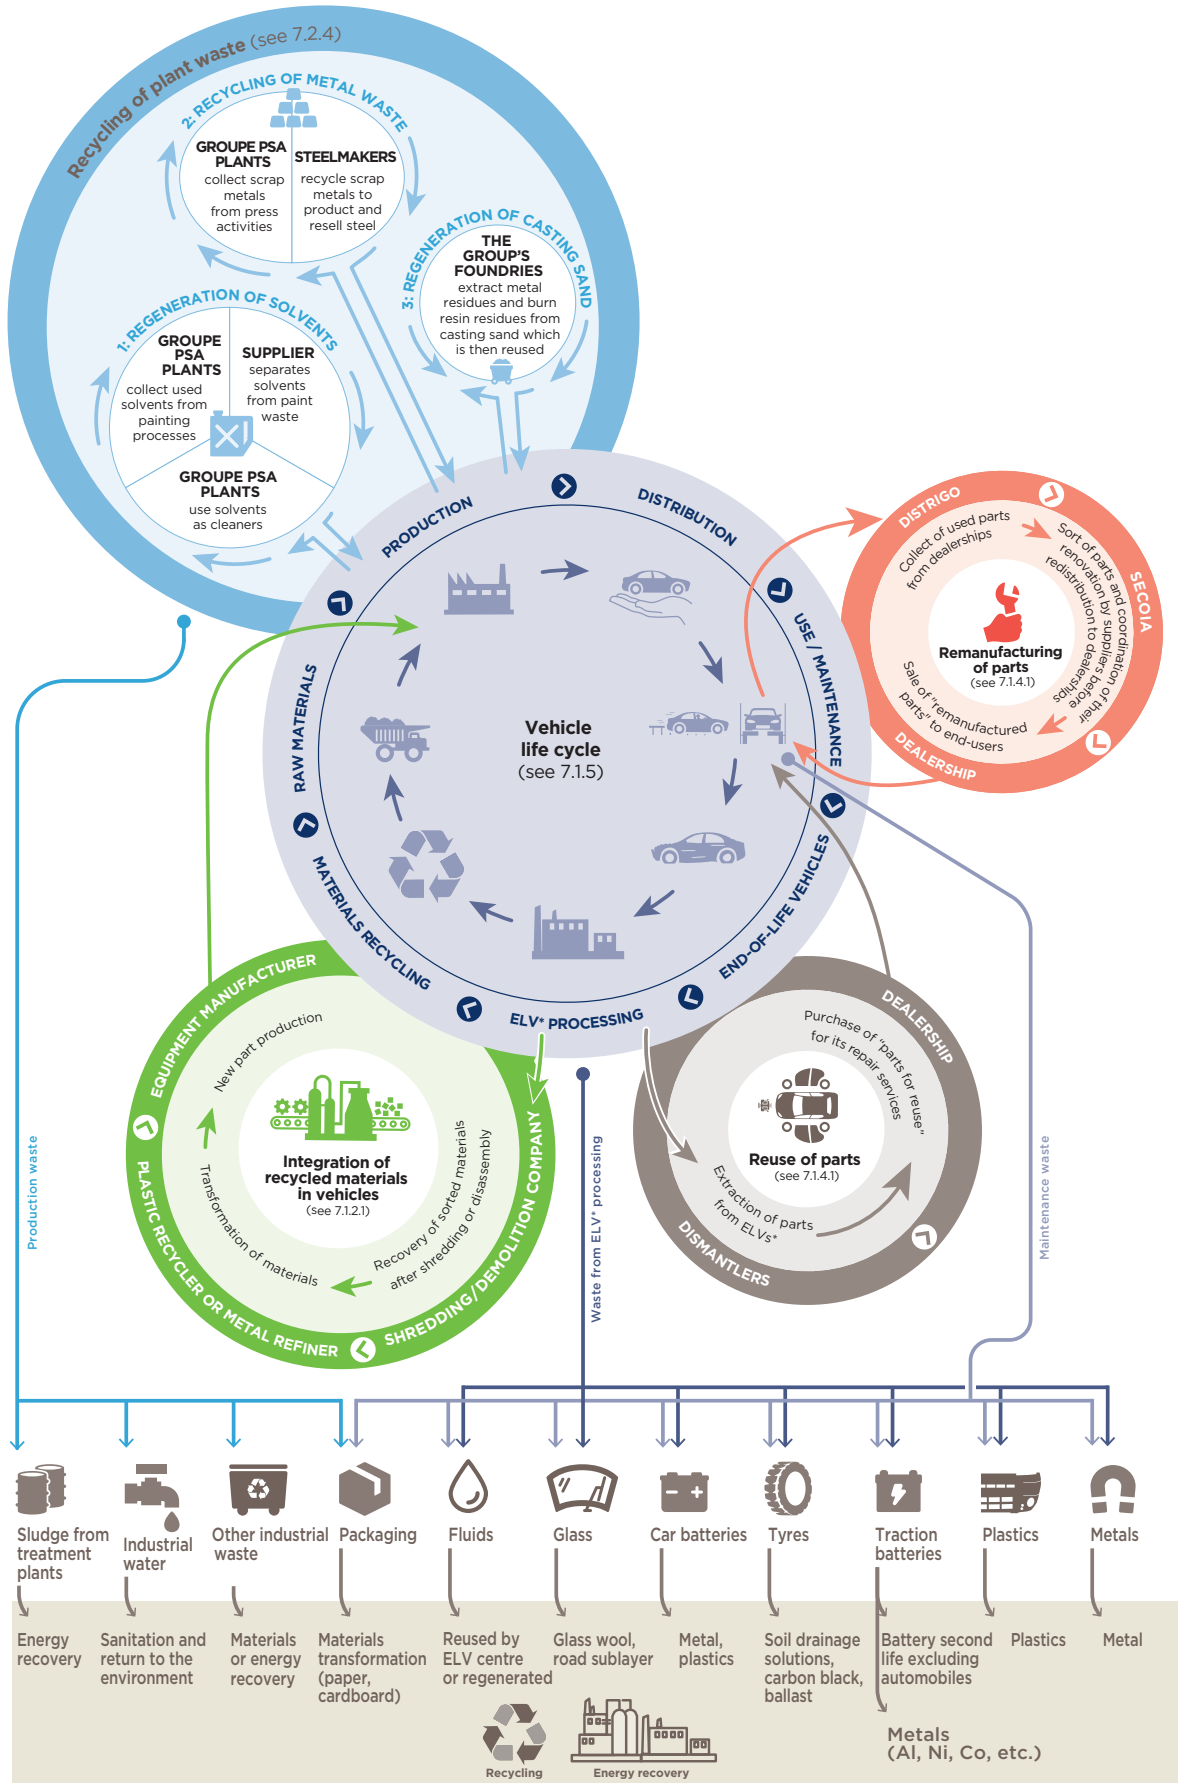 Recycling of plant waste (see 7.2.4)
2: RECYCLING OF METAL WASTE
GROUPE PSA
PLANTS
collect scrap
metals
from press
activities
STEELMAKERS
recycle scrap
metals to
product and
resell steel
3: REGENERATION OF CASTING SAND
THE
GROUP'S
FOUNDRIES
extract metal
residues and burn
resin residues from
casting sand which
is then reused
1: REGENERATION OF SOLVENTS
GROUPE
PSA
PLANTS
collect used
solvents from
painting
processes
SUPPLIER
separates
solvents
from paint
waste
GROUPE PSA
PLANTS
use solvents
as cleaners
PRODUCTION
DISTRIBUTION
USE / MAINTENANCE
END-OF-LIFE VEHICLES
ELV* PROCESSING
MATERIALS RECYCLING
RAW MATERIALS
Vehicle
life cycle
(see 7.1.5)
DISTRIGO
SECOIA
DEALERSHIP
Collect of used parts
from dealerships
Sort of parts and coordination of their
renovation by suppliers before
redistribution to dealerships
Sale of "remanufactured
parts" to end-users
Remanufacturing
of parts
(see 7.1.4.1)
EQUIPMENT MANUFACTURER
SHREDDING/DEMOLITION COMPANY
PLASTIC RECYCLER OR METAL REFINER
New part production
Recovery of sorted materials
after shredding or disassembly
Transformation of materials
Integration of
recycled materials
in vehicles
(see 7.1.2.1)
DEALERSHIP
DISMANTLERS
Purchase of "parts for reuse"
for its repair services
Extraction of parts
from ELVs*
Reuse of parts
(see 7.1.4.1)
Production waste
Waste from ELV* processing
Maintenance waste
Sludge from
treatment
plants
Industrial
water
Other industrial
waste
Packaging
Fluids
Glass
Car batteries
Tyres
Traction
batteries
Plastics
Metals
Energy
recovery
Sanitation and
return to the
environment
Materials
or energy
recovery
Materials
transformation
(paper,
cardboard)
Reused by
ELV centre
or regenerated
Glass wool,
road sublayer
Metal,
plastics
Soil drainage
solutions,
carbon black,
ballast
Battery second
life excluding
automobiles
Plastics
Metal
Metals
(Al, Ni, Co, etc.)
Recycling
Energy recovery